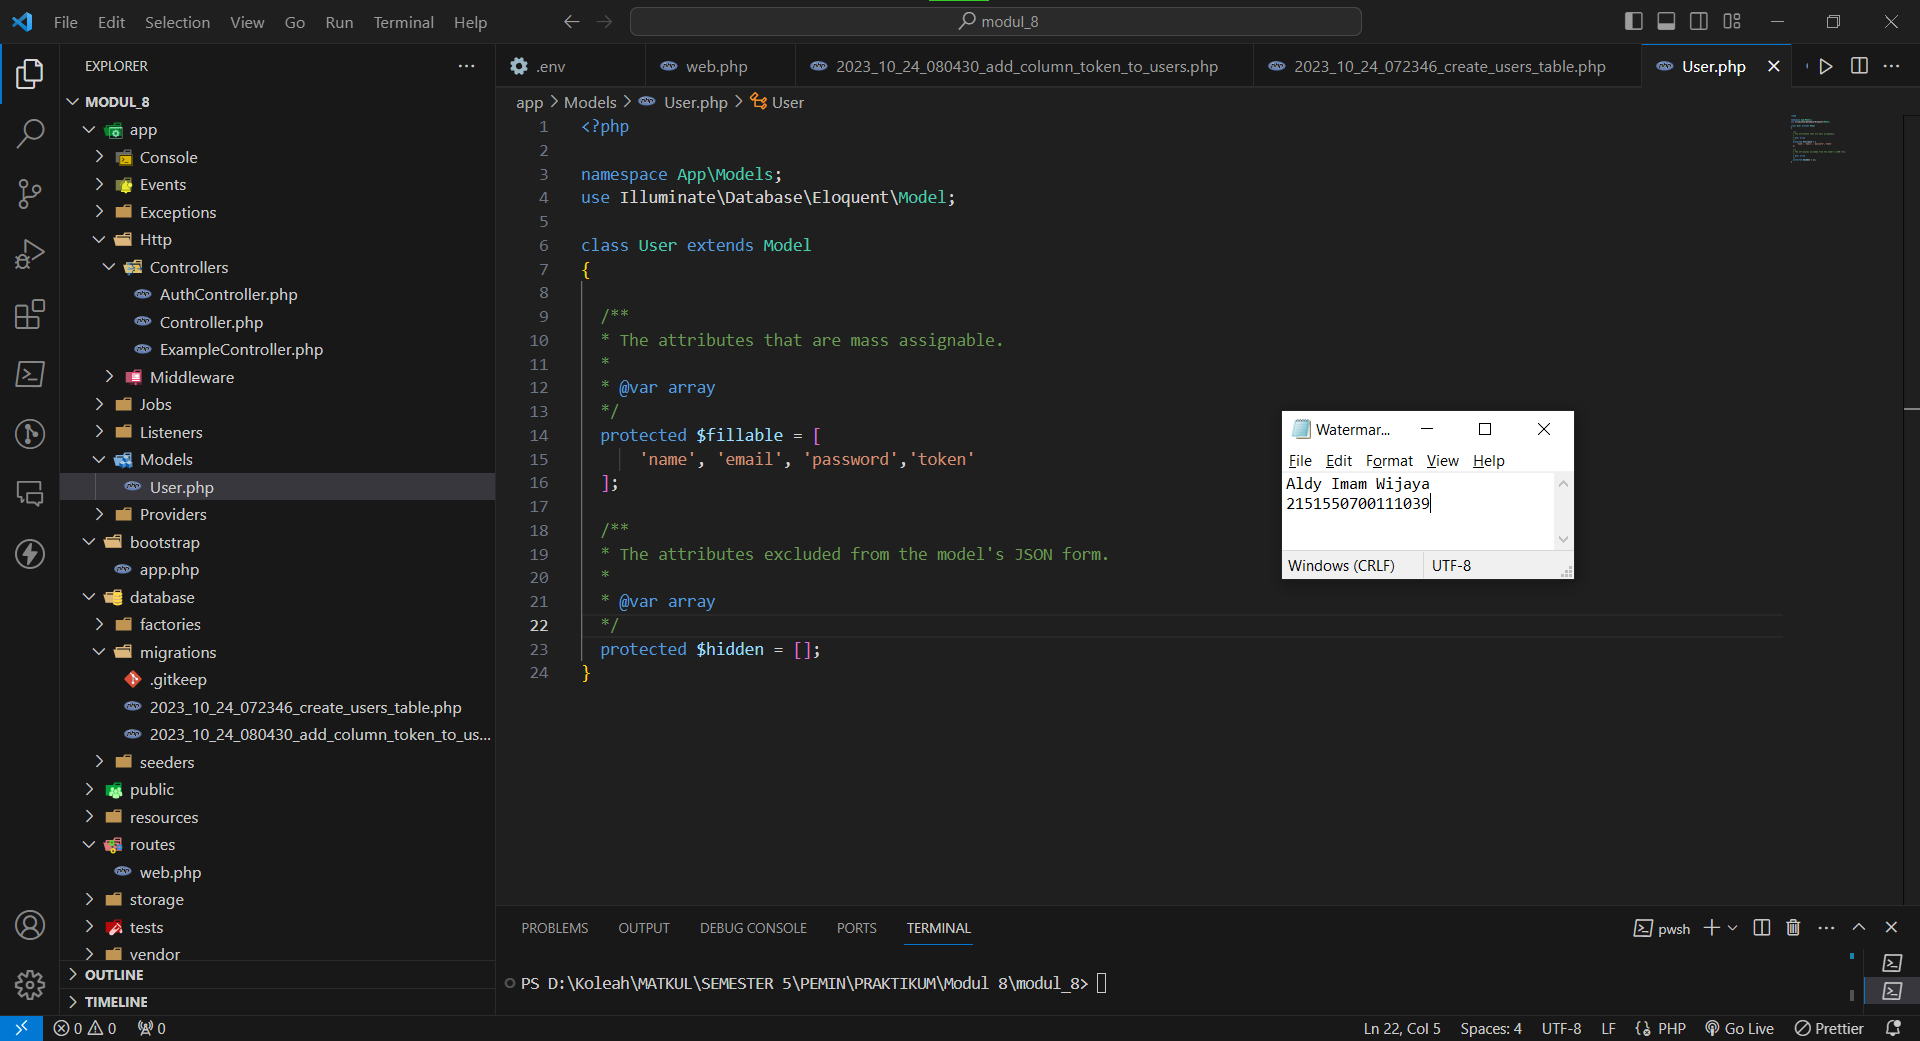 File Edit Selection View Go Run Terminal Help
modul_8
EXPLORER
MODUL_8
app
Console
Events
Exceptions
Http
Controllers
AuthController.php
Controller.php
ExampleController.php
Middleware
Jobs
Listeners
Models
User.php
Providers
bootstrap
app.php
database
factories
migrations
.gitkeep
2023_10_24_072346_create_users_table.php
2023_10_24_080430_add_column_token_to_us...
seeders
public
resources
routes
web.php
storage
tests
vendor
OUTLINE
TIMELINE
.env web.php 2023_10_24_080430_add_column_token_to_users.php 2023_10_24_072346_create_users_table.php User.php
app > Models > User.php > User
1 <?php
2
3 namespace App\Models;
4 use Illuminate\Database\Eloquent\Model;
5
6 class User extends Model
7 {
8
9 /**
10 * The attributes that are mass assignable.
11 *
12 * @var array
13 */
14 protected $fillable = [
15 'name', 'email', 'password','token'
16 ];
17
18 /**
19 * The attributes excluded from the model's JSON form.
20 *
21 * @var array
22 */
23 protected $hidden = [];
24 }
Watermar...
File Edit Format View Help
Aldy Imam Wijaya
2151550700111039
Windows (CRLF) UTF-8
PROBLEMS OUTPUT DEBUG CONSOLE PORTS TERMINAL
pwsh
PS D:\Koleah\MATKUL\SEMESTER 5\PEMIN\PRAKTIKUM\Modul 8\modul_8>
0 0 0
Ln 22, Col 5 Spaces: 4 UTF-8 LF PHP Go Live Prettier